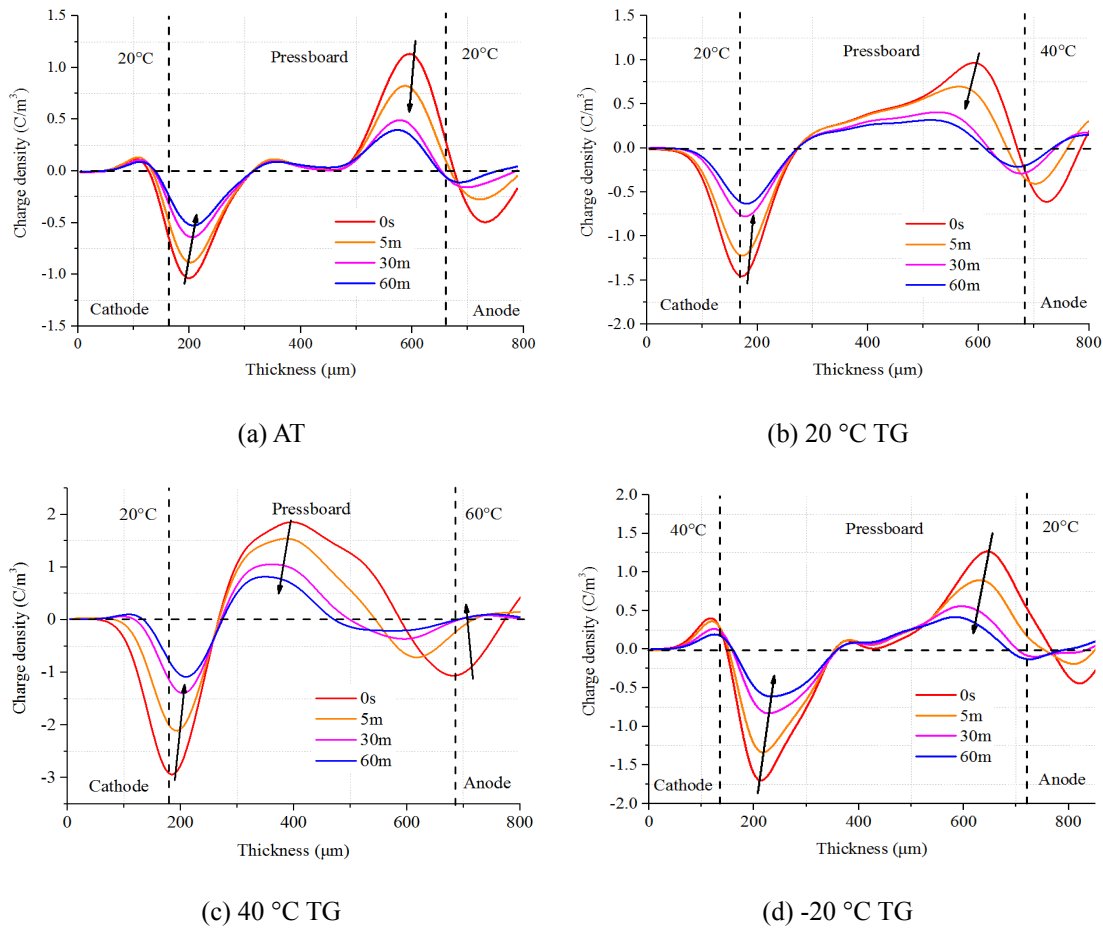 1.5
1.0
0.5
0.0
-0.5
-1.0
-1.5
Charge density (C/m³)
20°C
Pressboard
20°C
0s
5m
30m
60m
Cathode
Anode
0
200
400
600
800
Thickness (μm)
(a) AT
1.5
1.0
0.5
0.0
-0.5
-1.0
-1.5
-2.0
Charge density (C/m³)
20°C
Pressboard
40°C
0s
5m
30m
60m
Cathode
Anode
0
200
400
600
800
Thickness (μm)
(b) 20 °C TG
2
1
0
-1
-2
-3
Charge density (C/m³)
20°C
Pressboard
60°C
0s
5m
30m
60m
Cathode
Anode
0
200
400
600
800
Thickness (μm)
(c) 40 °C TG
2.0
1.5
1.0
0.5
0.0
-0.5
-1.0
-1.5
-2.0
Charge density (C/m³)
40°C
Pressboard
20°C
0s
5m
30m
60m
Cathode
Anode
0
200
400
600
800
Thickness (μm)
(d) -20 °C TG